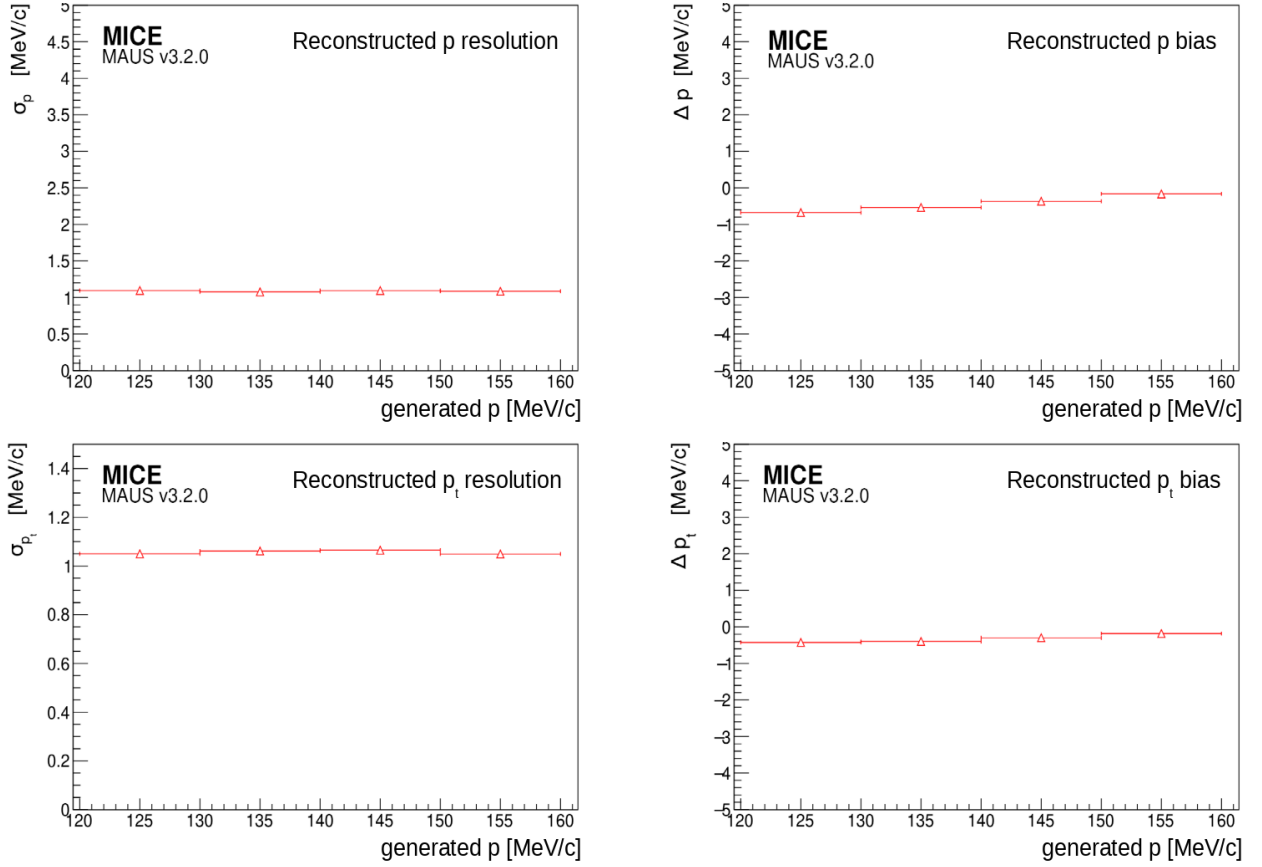 MICE
MAUS v3.2.0
Reconstructed p resolution
σp [MeV/c]
5
4.5
4
3.5
3
2.5
2
1.5
1
0.5
0
120 125 130 135 140 145 150 155 160
generated p [MeV/c]
MICE
MAUS v3.2.0
Reconstructed p bias
Δ p [MeV/c]
5
4
3
2
1
0
−1
−2
−3
−4
−5
120 125 130 135 140 145 150 155 160
generated p [MeV/c]
MICE
MAUS v3.2.0
Reconstructed pt resolution
σpt [MeV/c]
1.4
1.2
1
0.8
0.6
0.4
0.2
0
120 125 130 135 140 145 150 155 160
generated p [MeV/c]
MICE
MAUS v3.2.0
Reconstructed pt bias
Δ pt [MeV/c]
5
4
3
2
1
0
−1
−2
−3
−4
−5
120 125 130 135 140 145 150 155 160
generated p [MeV/c]